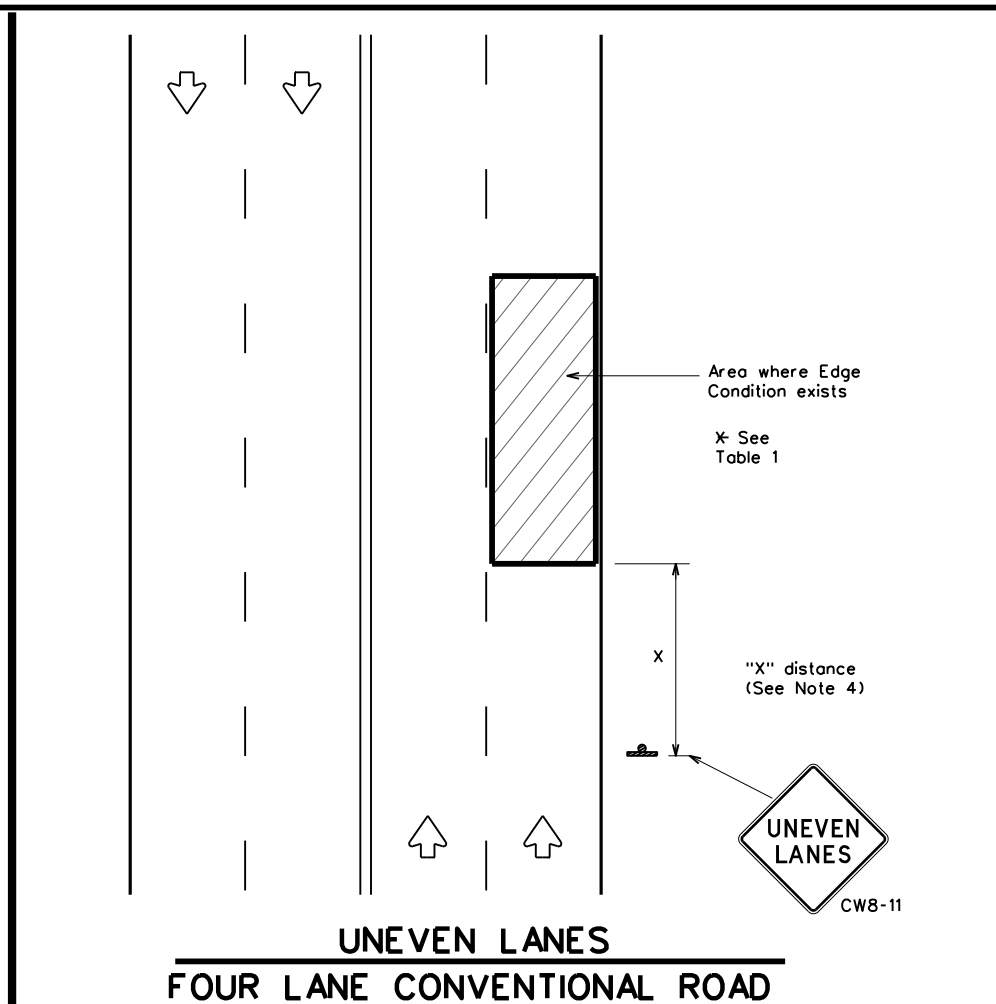 Area where Edge
Condition exists
* See
Table 1
X
"X" distance
(See Note 4)
UNEVEN
LANES
CW8-11
UNEVEN LANES
FOUR LANE CONVENTIONAL ROAD